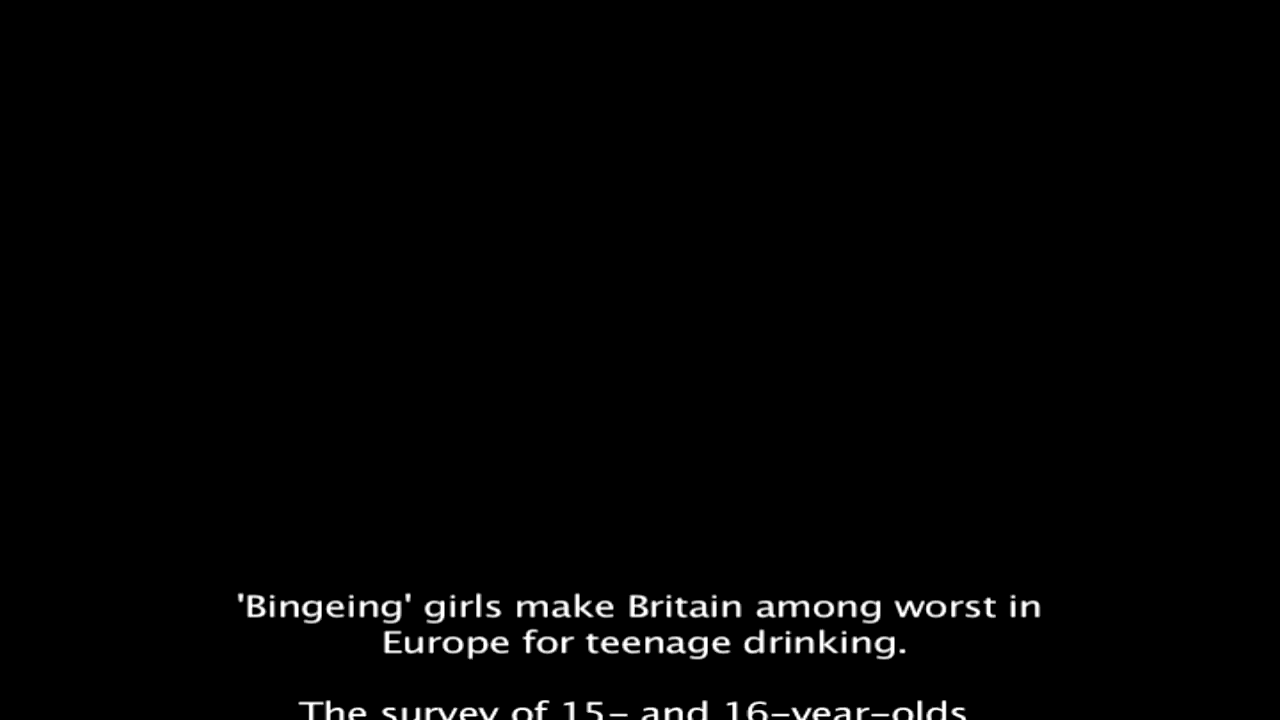 'Bingeing' girls make Britain among worst in
Europe for teenage drinking.
The survey of 15- and 16-year-olds